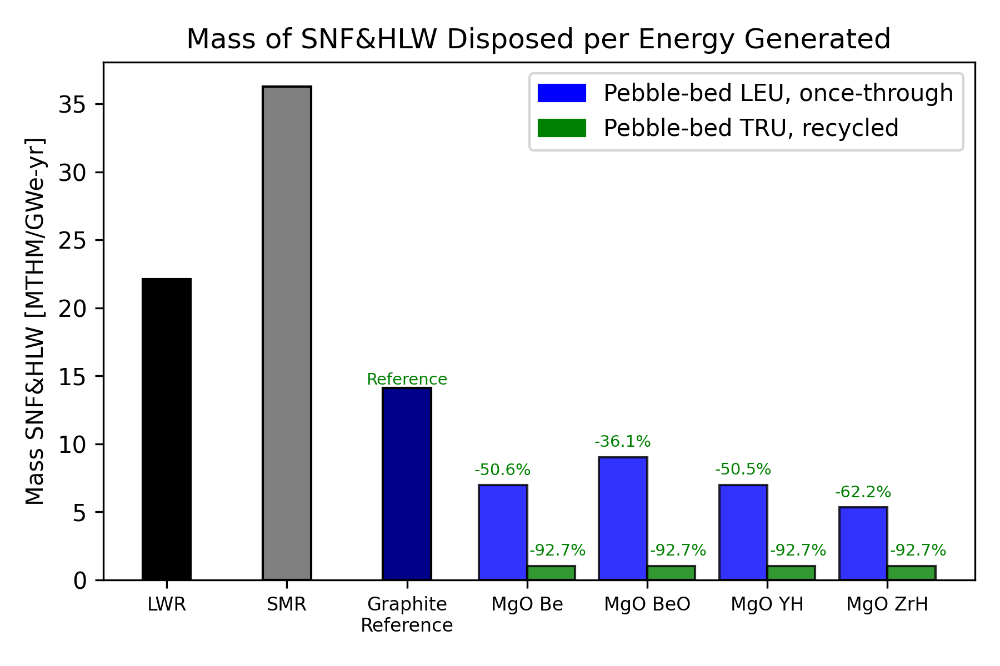 Mass of SNF&HLW Disposed per Energy Generated
Mass SNF&HLW [MTHM/GWe-yr]
35
30
25
20
15
10
5
0
Pebble-bed LEU, once-through
Pebble-bed TRU, recycled
Reference
-50.6%
-92.7%
-36.1%
-92.7%
-50.5%
-92.7%
-62.2%
-92.7%
LWR
SMR
Graphite
Reference
MgO Be
MgO BeO
MgO YH
MgO ZrH